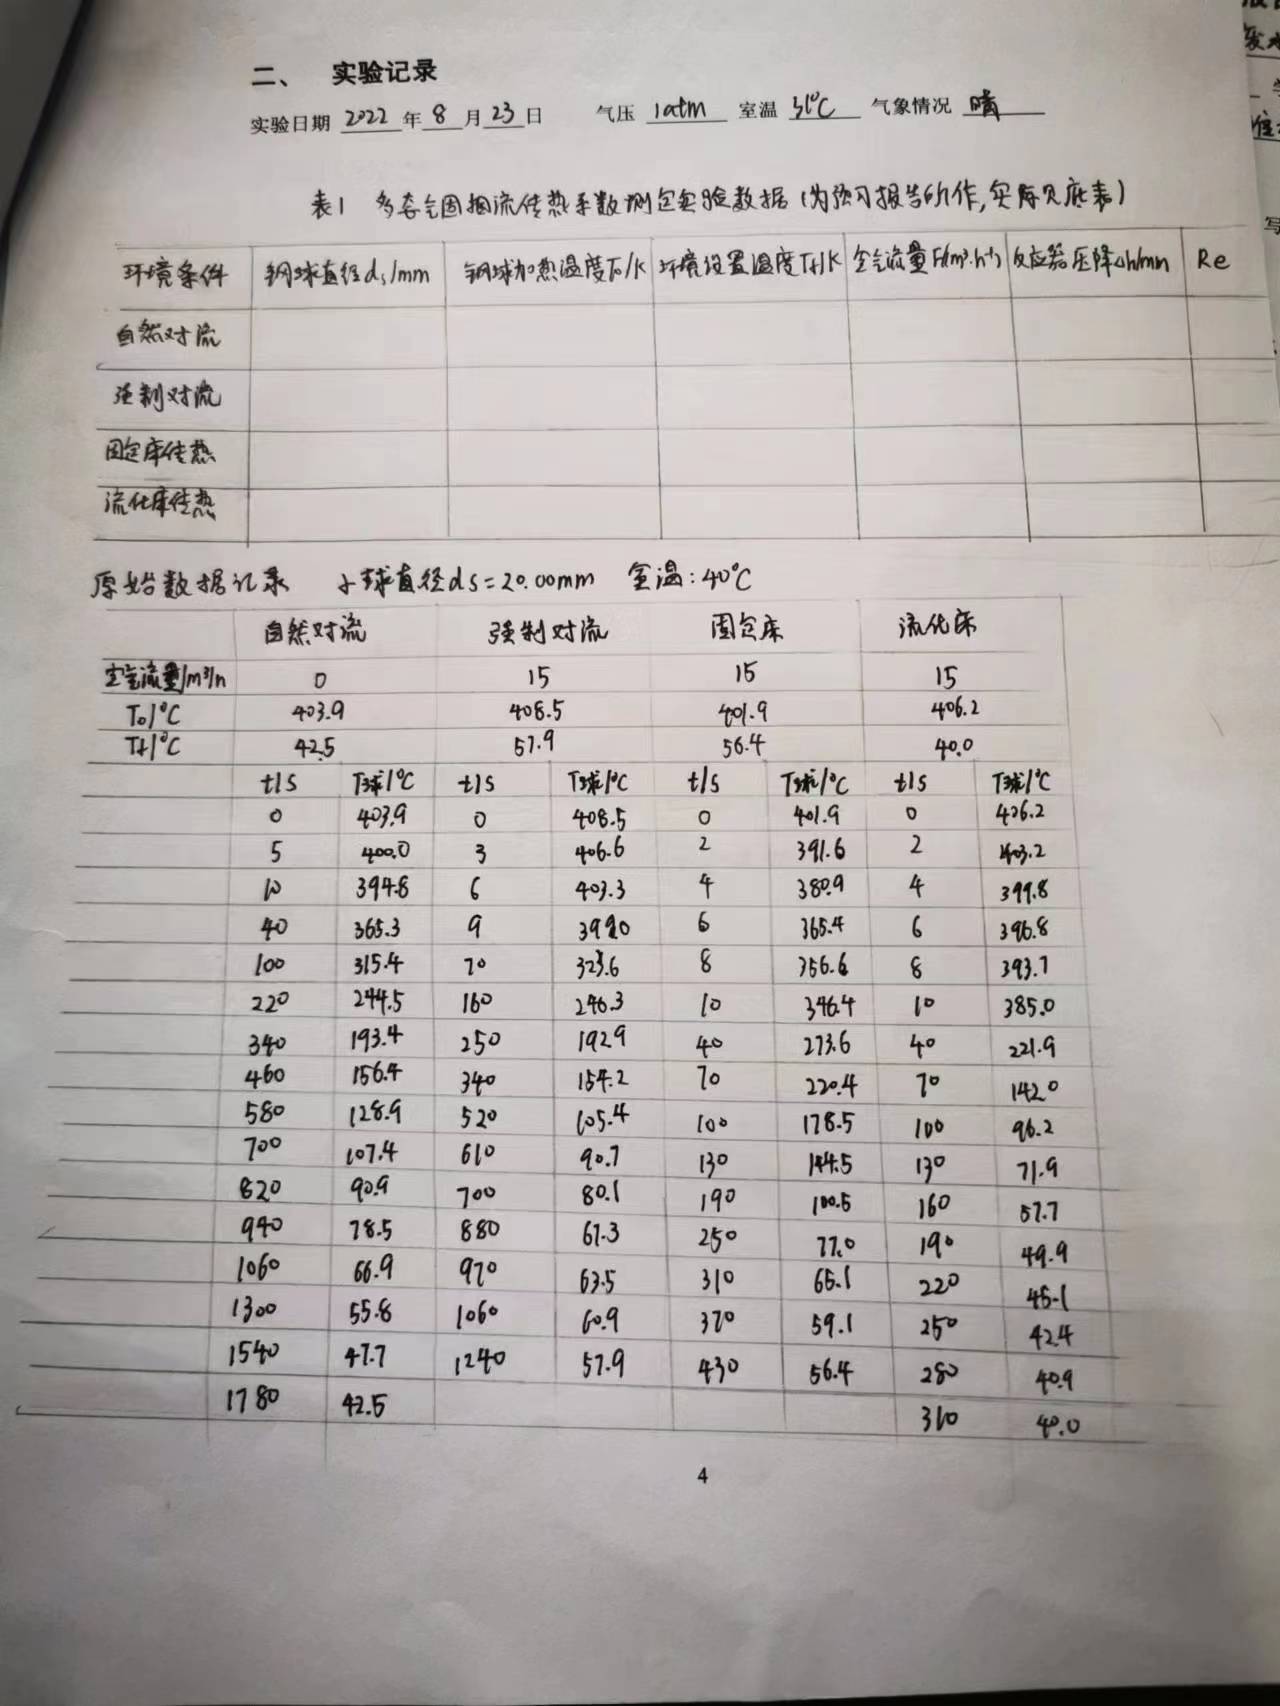 二、 实验记录
实验日期 2022 年 8 月 23 日 气压 1atm 室温 31℃ 气象情况 晴
表1 多态气固相流传热系数测定实验数据(为预习报告所作,实际见底表)
环境条件 钢球直径ds/mm 钢球加热温度T0/K 环境设置温度Tf/K 空气流量F/(m³·h⁻¹) 反应器压降Δh/mm Re
自然对流
强制对流
固定床传热
流化床传热
原始数据记录 小球直径ds=20.00mm 室温:40℃
自然对流 强制对流 固定床 流化床
空气流量/m³/h 0 15 15 15
T0/℃ 403.9 408.5 401.9 406.2
Tf/℃ 42.5 57.9 56.4 40.0
t/s T球/℃ t/s T球/℃ t/s T球/℃ t/s T球/℃
0 403.9 0 408.5 0 401.9 0 406.2
5 400.0 3 406.6 2 391.6 2 403.2
10 394.8 6 403.3 4 380.9 4 399.8
40 365.3 9 399.0 6 365.4 6 396.8
100 315.4 70 323.6 8 356.6 8 393.7
220 244.5 160 246.3 10 346.4 10 385.0
340 193.4 250 192.9 40 273.6 40 221.9
460 156.4 340 154.2 70 220.4 70 142.0
580 128.9 520 105.4 100 178.5 100 96.2
700 107.4 610 90.7 130 144.5 130 71.9
820 90.9 700 80.1 190 100.5 160 57.7
940 78.5 880 67.3 250 77.0 190 49.9
1060 66.9 970 63.5 310 65.1 220 45.1
1300 55.8 1060 60.9 370 59.1 250 42.4
1540 47.7 1240 57.9 430 56.4 280 40.9
1780 42.5 310 40.0
4